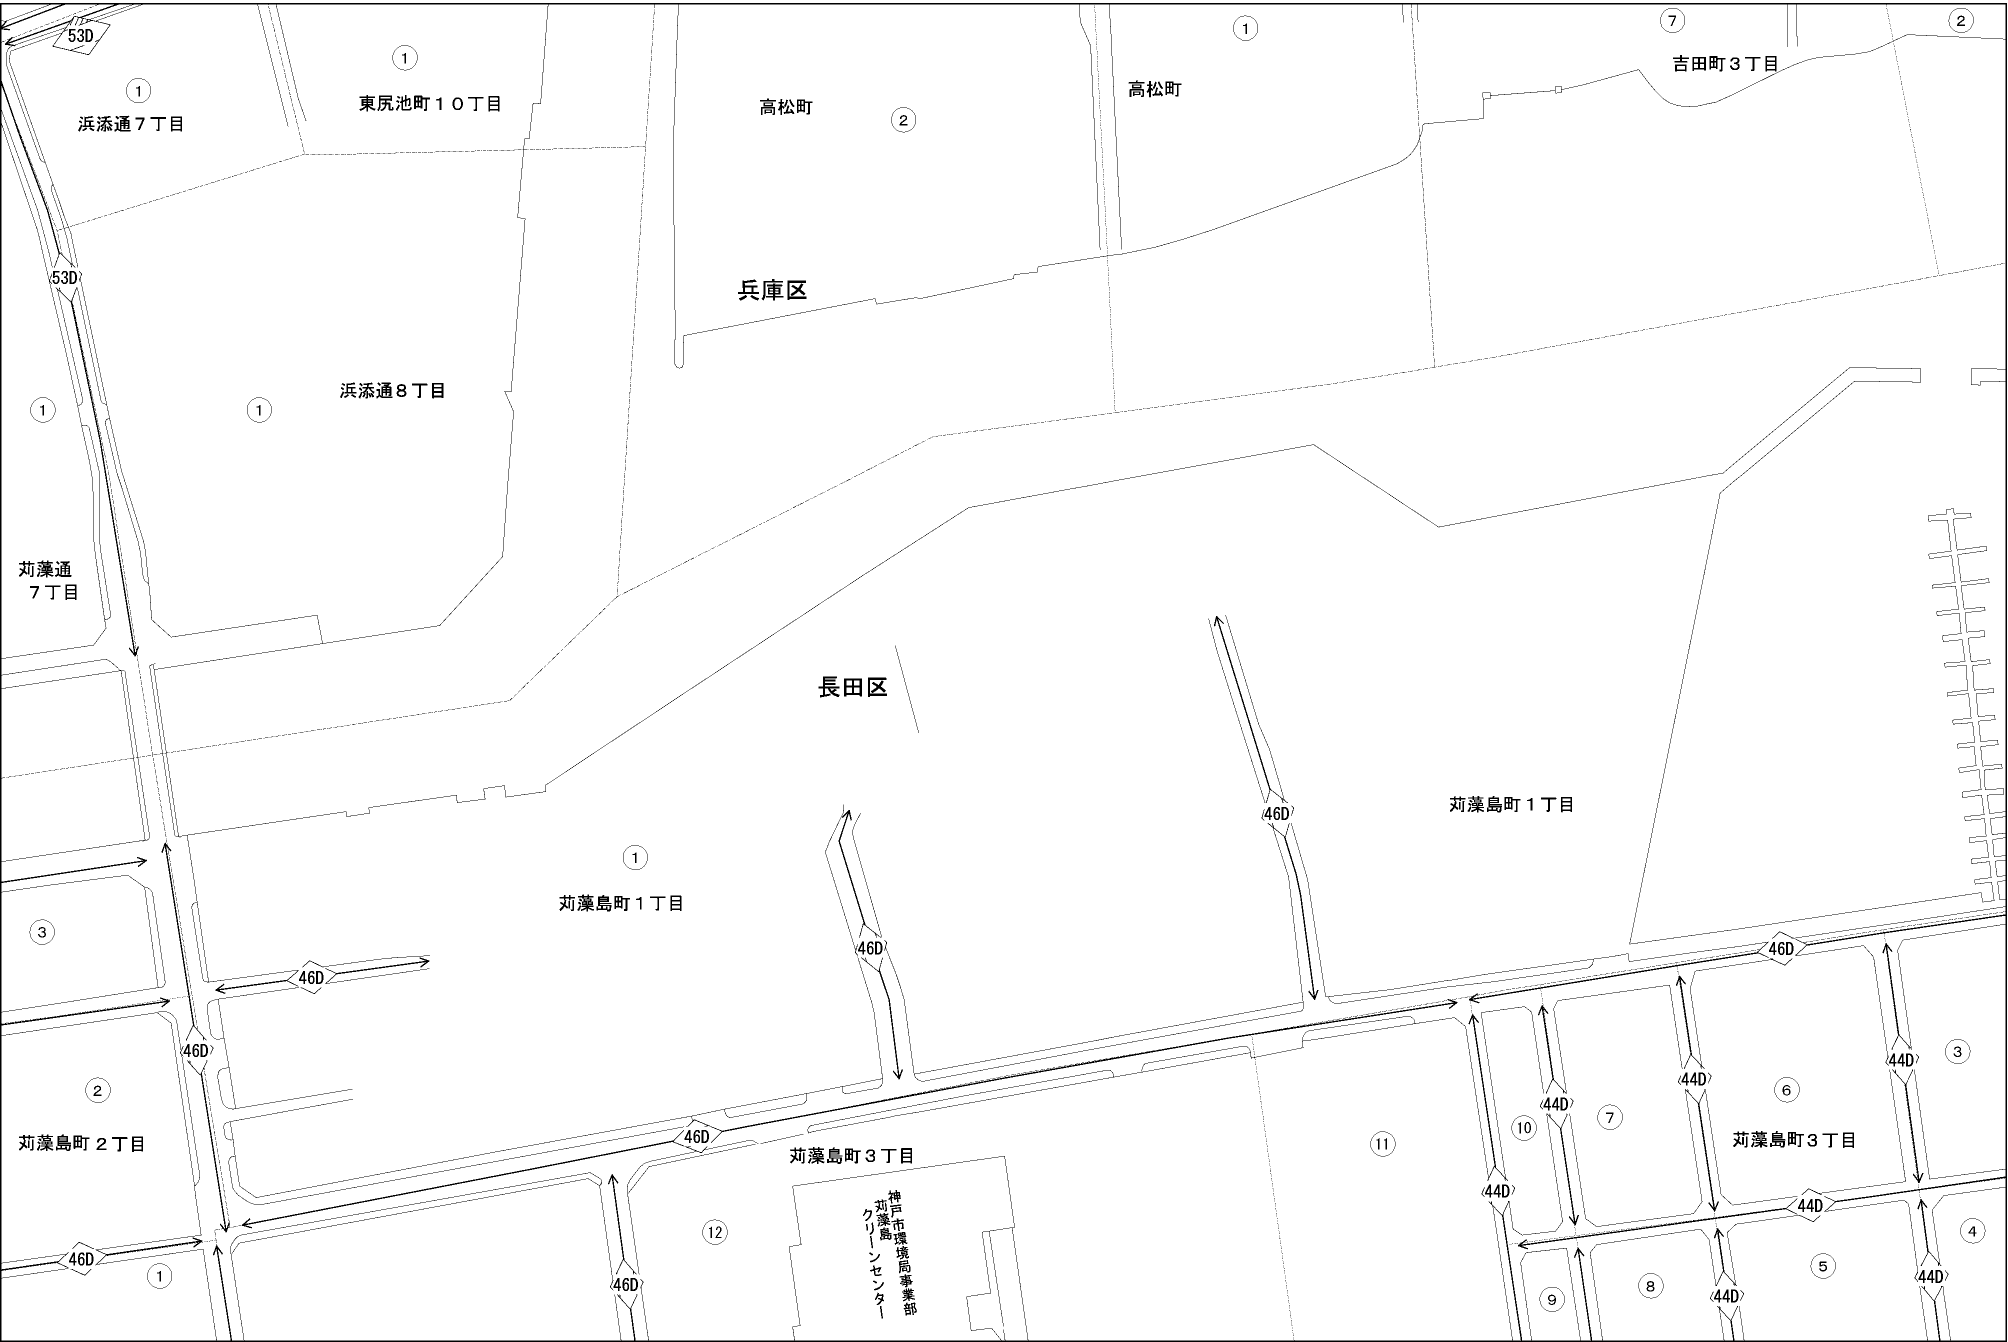 53D
①
①
①
⑦
②
東尻池町１０丁目
浜添通７丁目
高松町
②
高松町
吉田町３丁目
53D
兵庫区
①
①
浜添通８丁目
苅藻通
７丁目
長田区
46D
苅藻島町１丁目
①
苅藻島町１丁目
③
46D
46D
46D
46D
44D
③
②
44D
⑥
44D
⑦
⑩
苅藻島町２丁目
46D
苅藻島町３丁目
⑪
苅藻島町３丁目
44D
44D
⑫
神戸市環境局事業部
苅藻島
クリーンセンター
④
46D
①
46D
⑤
44D
⑧
⑨
44D